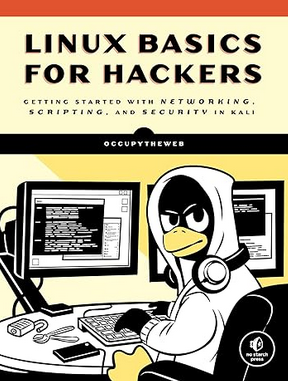 LINUX BASICS
FOR HACKERS
GETTING STARTED WITH NETWORKING,
SCRIPTING, AND SECURITY IN KALI
OCCUPYTHEWEB
no starch
press